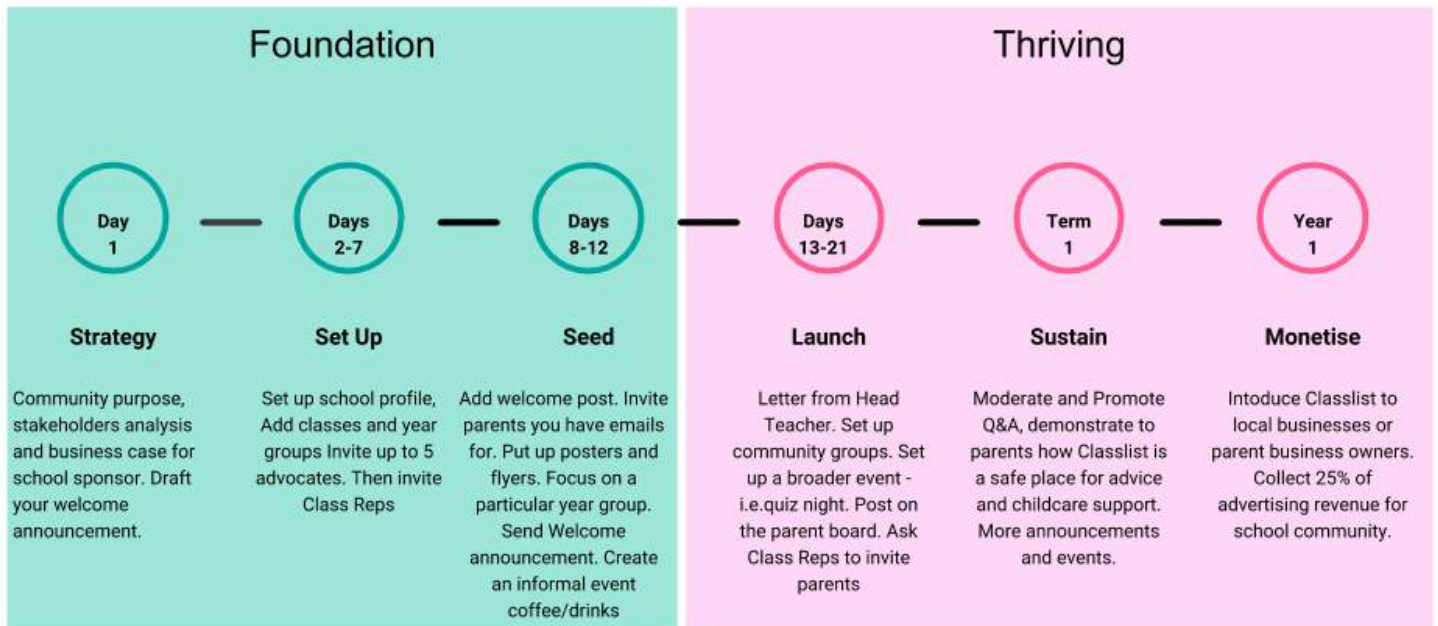 Foundation
Thriving
Day
1
Days
2-7
Days
8-12
Days
13-21
Term
1
Year
1
Strategy
Community purpose,
stakeholders analysis
and business case for
school sponsor. Draft
your welcome
announcement.
Set Up
Set up school profile,
Add classes and year
groups Invite up to 5
advocates. Then invite
Class Reps
Seed
Add welcome post. Invite
parents you have emails
for. Put up posters and
flyers. Focus on a
particular year group.
Send Welcome
announcement. Create
an informal event
coffee/drinks
Launch
Letter from Head
Teacher. Set up
community groups. Set
up a broader event -
i.e.quiz night. Post on
the parent board. Ask
Class Reps to invite
parents
Sustain
Moderate and Promote
Q&A, demonstrate to
parents how Classlist is
a safe place for advice
and childcare support.
More announcements
and events.
Monetise
Intoduce Classlist to
local businesses or
parent business owners.
Collect 25% of
advertising revenue for
school community.